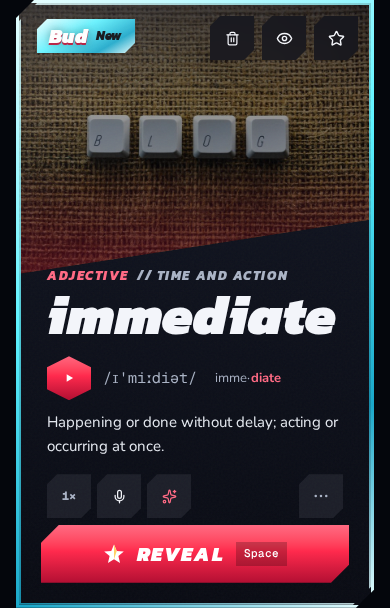 Bud New
B L O G
ADJECTIVE // TIME AND ACTION
immediate
/ɪˈmiːdiət/ imme·diate
Happening or done without delay; acting or
occurring at once.
1×
REVEAL Space